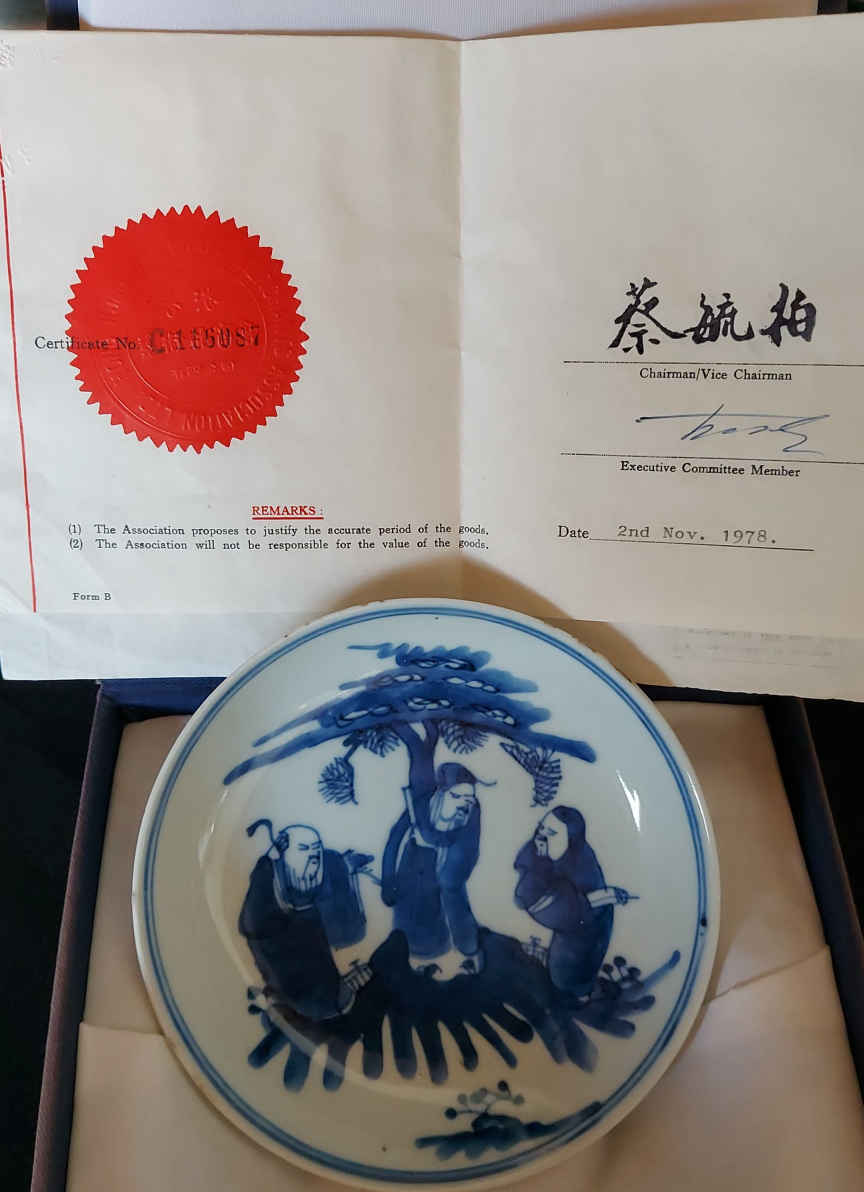 Certificate No. C 116087
REMARKS :
(1) The Association proposes to justify the accurate period of the goods.
(2) The Association will not be responsible for the value of the goods.
Form B
蔡毓柏
Chairman/Vice Chairman
Executive Committee Member
Date 2nd Nov. 1978.